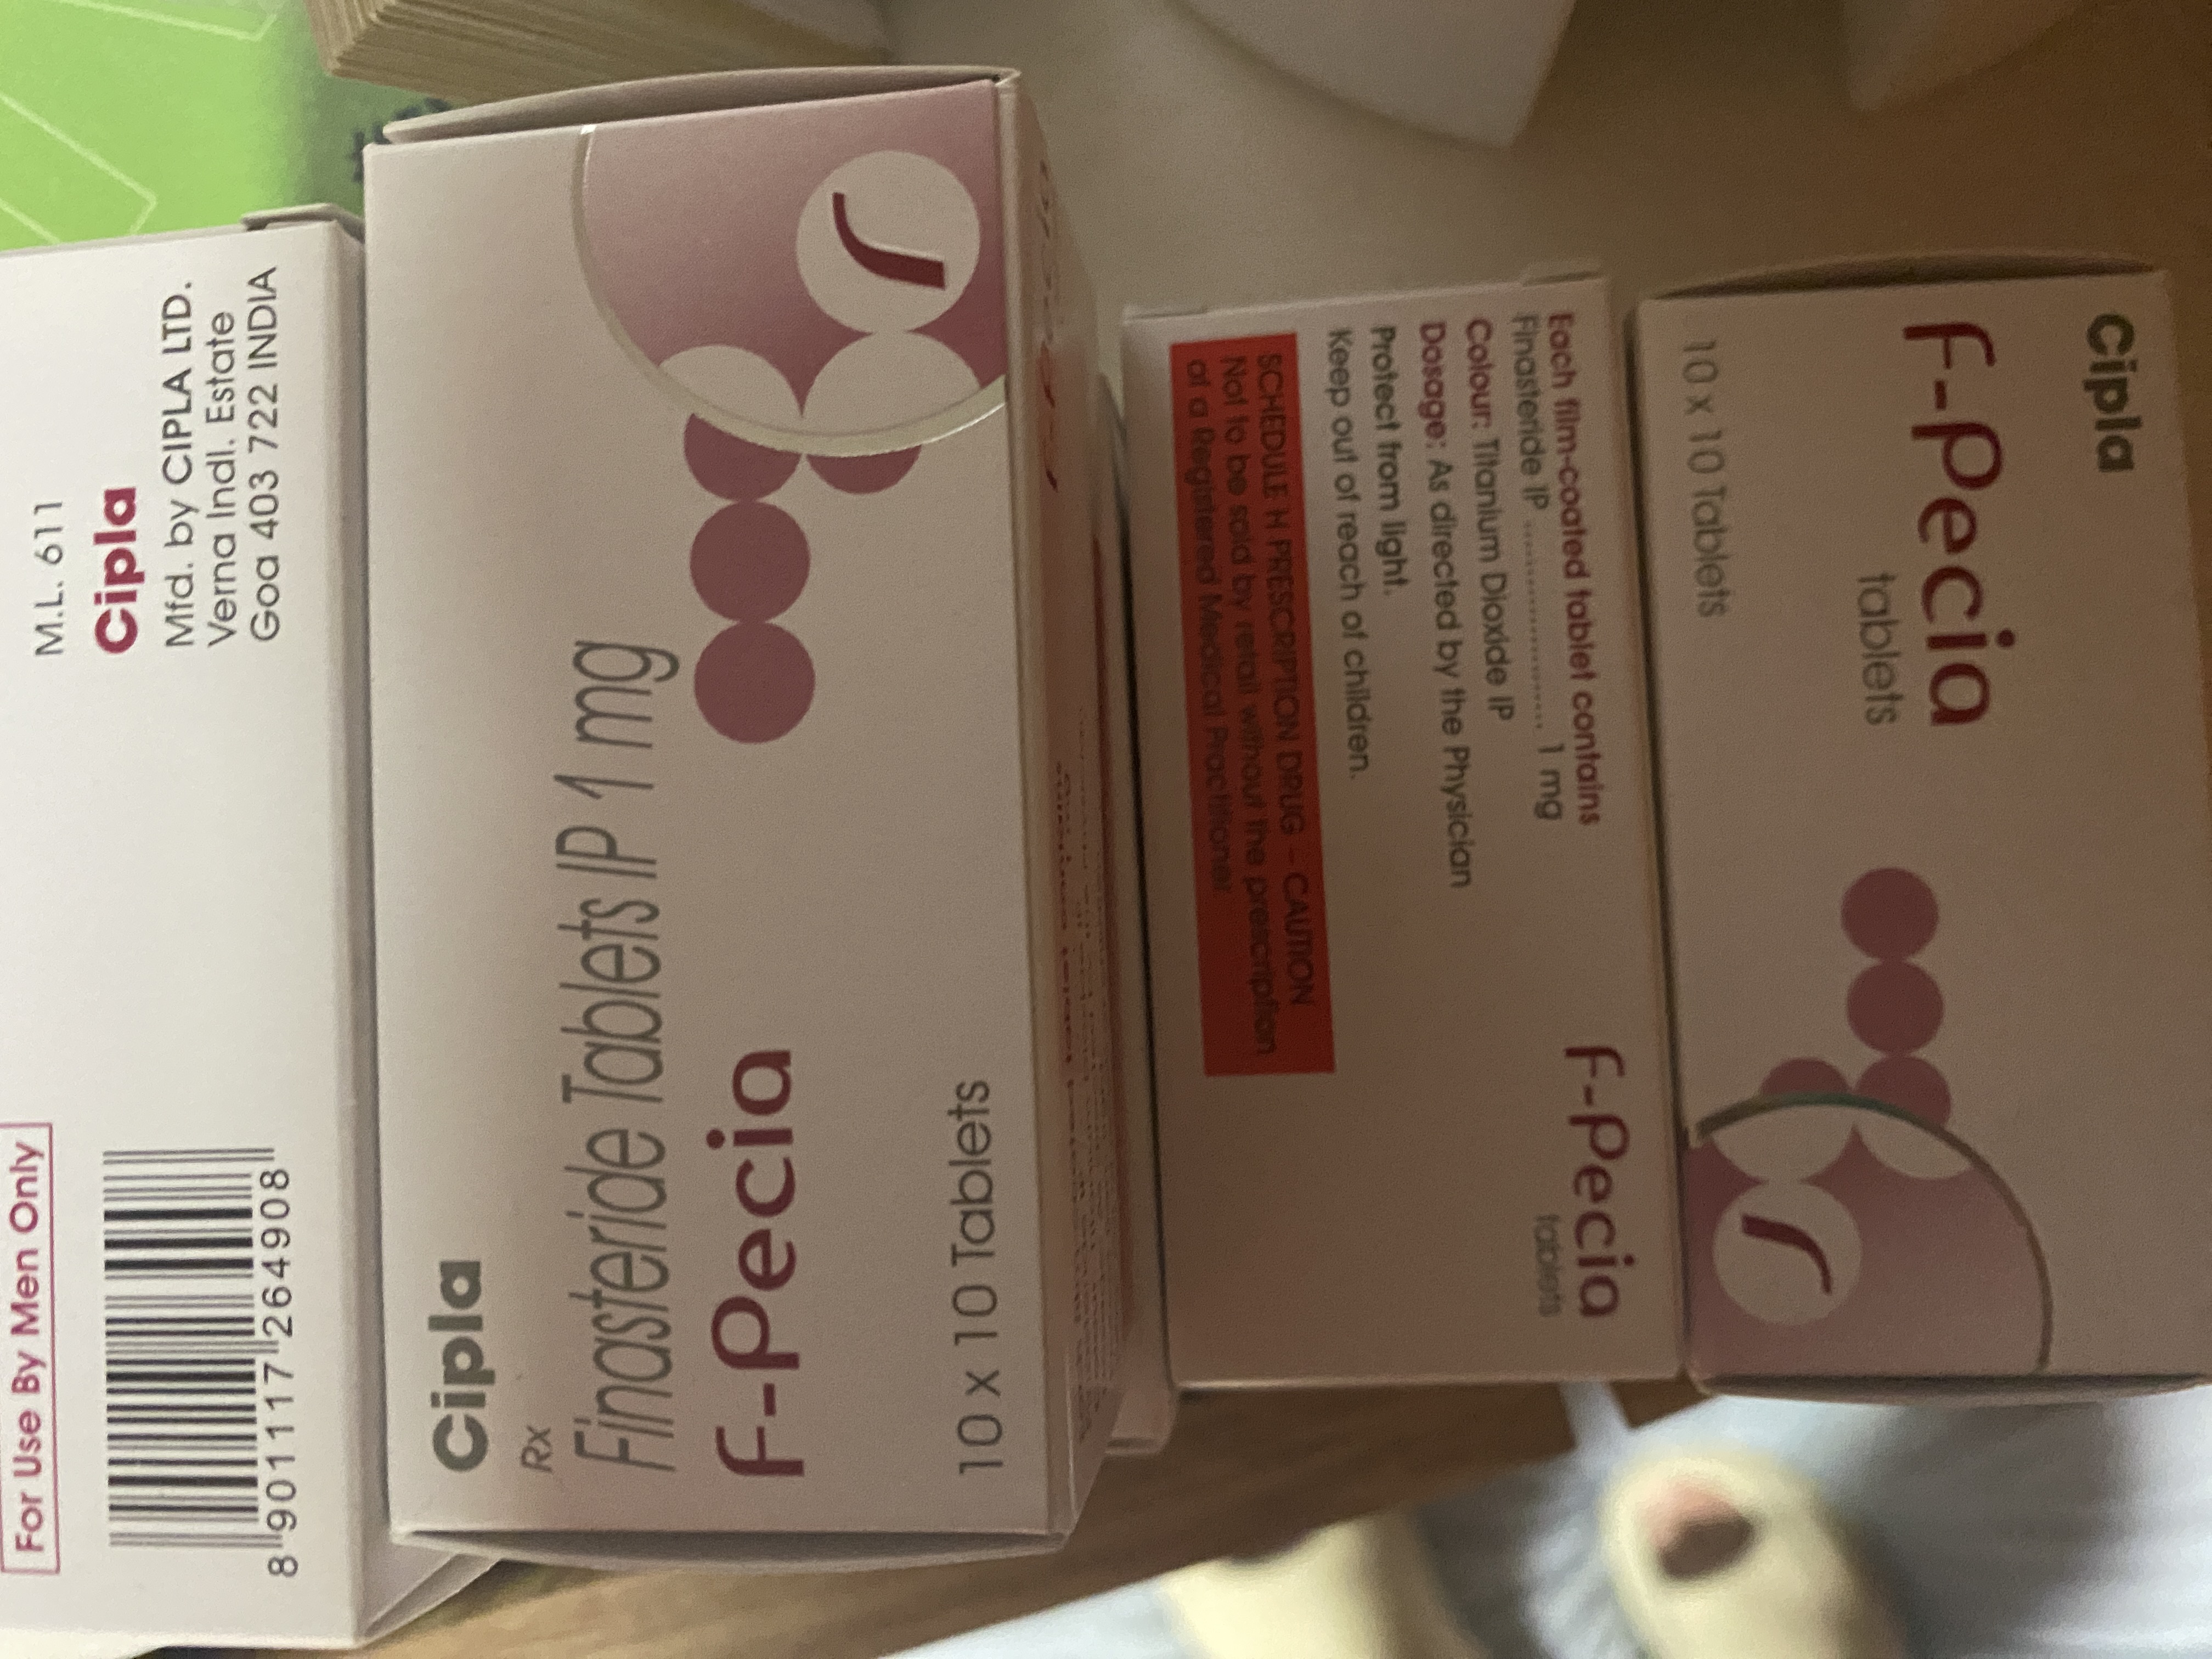 For Use By Men Only
M.L. 611
Cipla
Mfd. by CIPLA LTD.
Verna Indl. Estate
Goa 403 722 INDIA
8 901117 264908
Cipla
Rx
Finasteride Tablets IP 1 mg
F-Pecia
10 x 10 Tablets
Each film-coated tablet contains
Finasteride IP ........................ 1 mg
Colour: Titanium Dioxide IP
Dosage: As directed by the Physician
Protect from light.
Keep out of reach of children.
SCHEDULE H PRESCRIPTION DRUG - CAUTION
Not to be sold by retail without the prescription
of a Registered Medical Practitioner
F-Pecia
tablets
Cipla
F-Pecia
tablets
10 x 10 Tablets